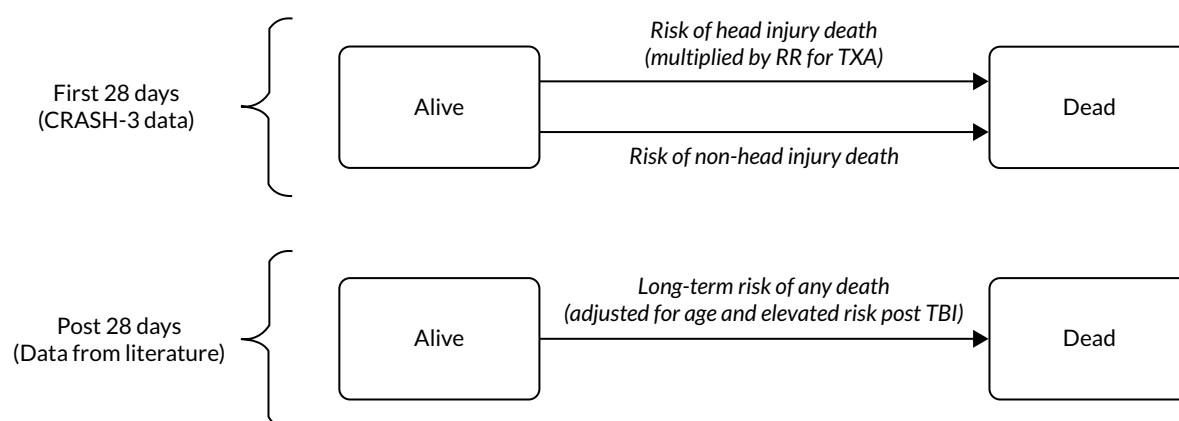 First 28 days
(CRASH-3 data)
Alive
Risk of head injury death
(multiplied by RR for TXA)
Risk of non-head injury death
Dead
Post 28 days
(Data from literature)
Alive
Long-term risk of any death
(adjusted for age and elevated risk post TBI)
Dead